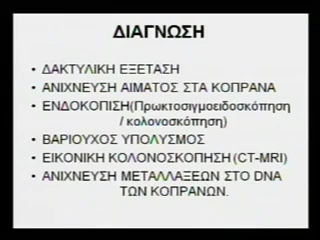 ΔΙΑΓΝΩΣΗ
• ΔΑΚΤΥΛΙΚΗ ΕΞΕΤΑΣΗ
• ΑΝΙΧΝΕΥΣΗ ΑΙΜΑΤΟΣ ΣΤΑ ΚΟΠΡΑΝΑ
• ΕΝΔΟΚΟΠΙΣΗ(Πρωκτοσιγμοειδοσκόπηση
/ κολονοσκόπηση)
• ΒΑΡΙΟΥΧΟΣ ΥΠΟΛΥΣΜΟΣ
• ΕΙΚΟΝΙΚΗ ΚΟΛΟΝΟΣΚΟΠΗΣΗ (CT-MRI)
• ΑΝΙΧΝΕΥΣΗ ΜΕΤΑΛΛΑΞΕΩΝ ΣΤΟ DNA
ΤΩΝ ΚΟΠΡΑΝΩΝ.